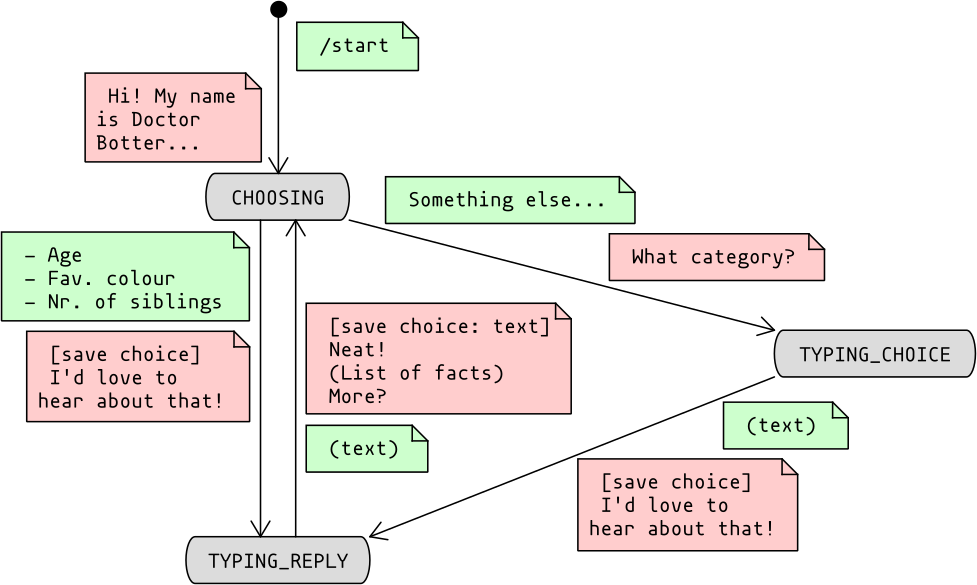 /start
Hi! My name
is Doctor
Botter...
CHOOSING
Something else...
What category?
– Age
– Fav. colour
– Nr. of siblings
[save choice]
I'd love to
hear about that!
[save choice: text]
Neat!
(List of facts)
More?
(text)
TYPING_CHOICE
(text)
[save choice]
I'd love to
hear about that!
TYPING_REPLY